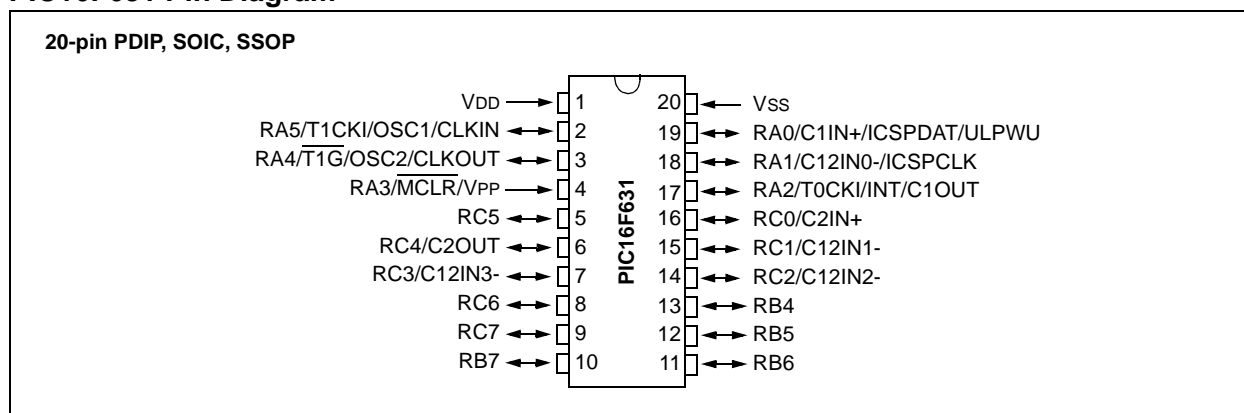 PIC16F631 Pin Diagram
20-pin PDIP, SOIC, SSOP
VDD 1 20 VSS
RA5/T1CKI/OSC1/CLKIN 2 19 RA0/C1IN+/ICSPDAT/ULPWU
RA4/T1G/OSC2/CLKOUT 3 18 RA1/C12IN0-/ICSPCLK
RA3/MCLR/VPP 4 17 RA2/T0CKI/INT/C1OUT
RC5 5 16 RC0/C2IN+
RC4/C2OUT 6 15 RC1/C12IN1-
RC3/C12IN3- 7 14 RC2/C12IN2-
RC6 8 13 RB4
RC7 9 12 RB5
RB7 10 11 RB6
PIC16F631